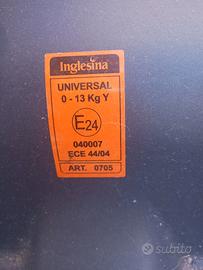 Inglesina
UNIVERSAL
0 - 13 Kg Y
E24
040007
ECE 44/04
ART. 0705
subito